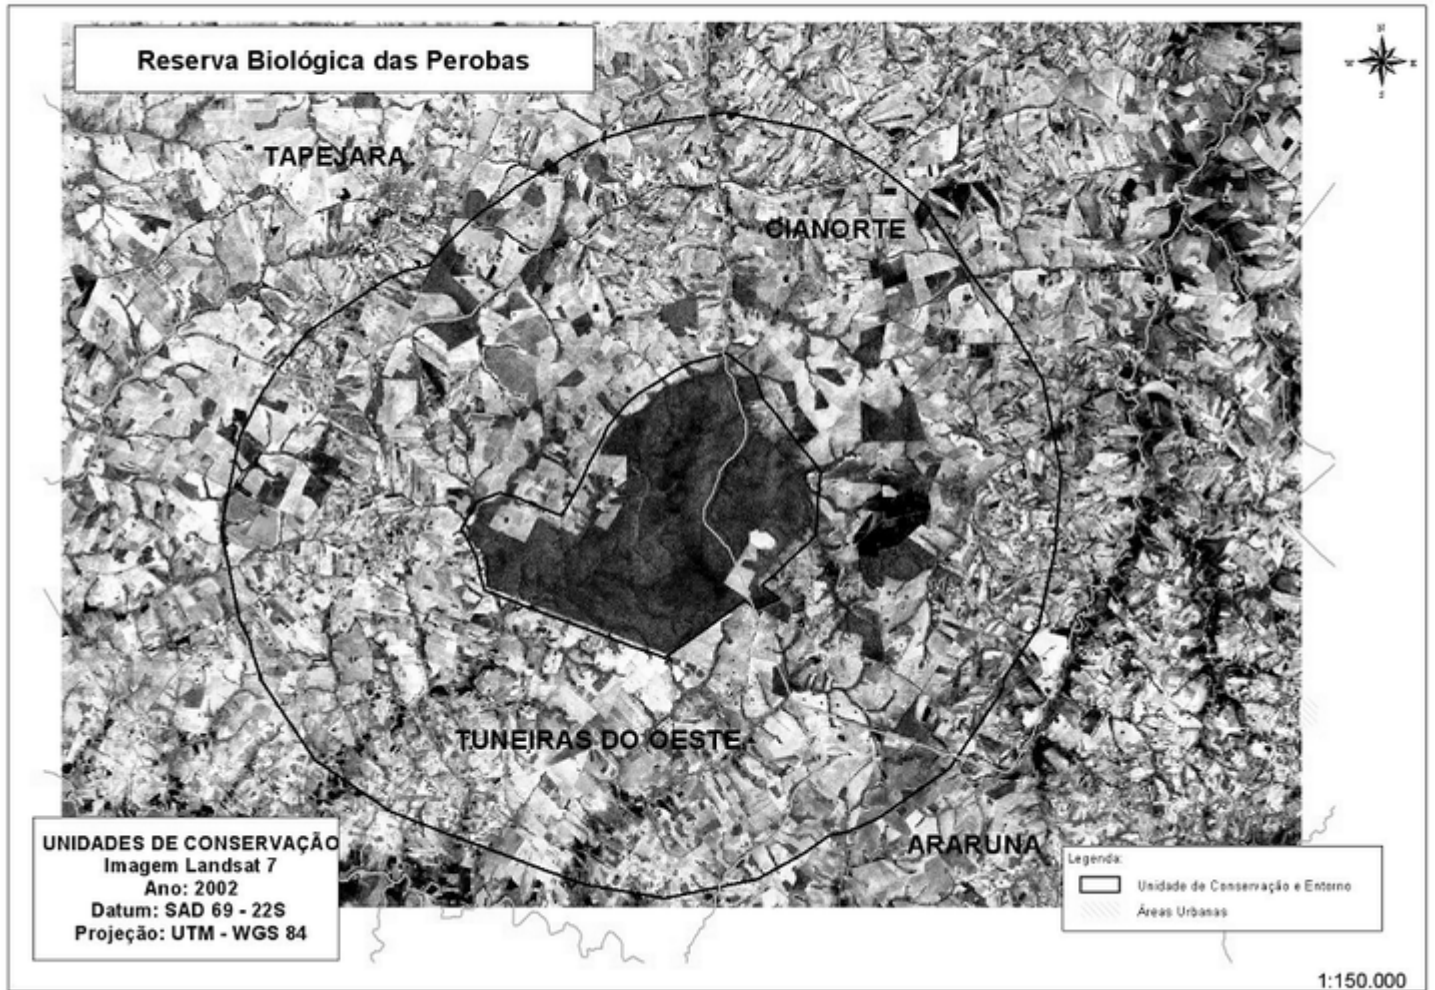 Reserva Biológica das Perobas
N
W
E
S
TAPEJARA
CIANORTE
TUNEIRAS DO OESTE
ARARUNA
UNIDADES DE CONSERVAÇÃO
Imagem Landsat 7
Ano: 2002
Datum: SAD 69 - 22S
Projeção: UTM - WGS 84
Legenda:
Unidade de Conservação e Entorno
Áreas Urbanas
1:150.000